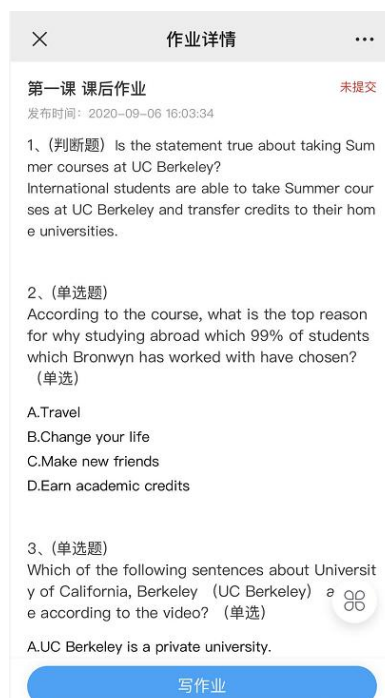 作业详情
第一课 课后作业
未提交
发布时间：2020-09-06 16:03:34
1、(判断题) Is the statement true about taking Sum
mer courses at UC Berkeley?
International students are able to take Summer cour
ses at UC Berkeley and transfer credits to their hom
e universities.
2、(单选题)
According to the course, what is the top reason
for why studying abroad which 99% of students
which Bronwyn has worked with have chosen?
（单选）
A.Travel
B.Change your life
C.Make new friends
D.Earn academic credits
3、(单选题)
Which of the following sentences about Universit
y of California, Berkeley （UC Berkeley）
e according to the video? （单选）
A.UC Berkeley is a private university.
写作业